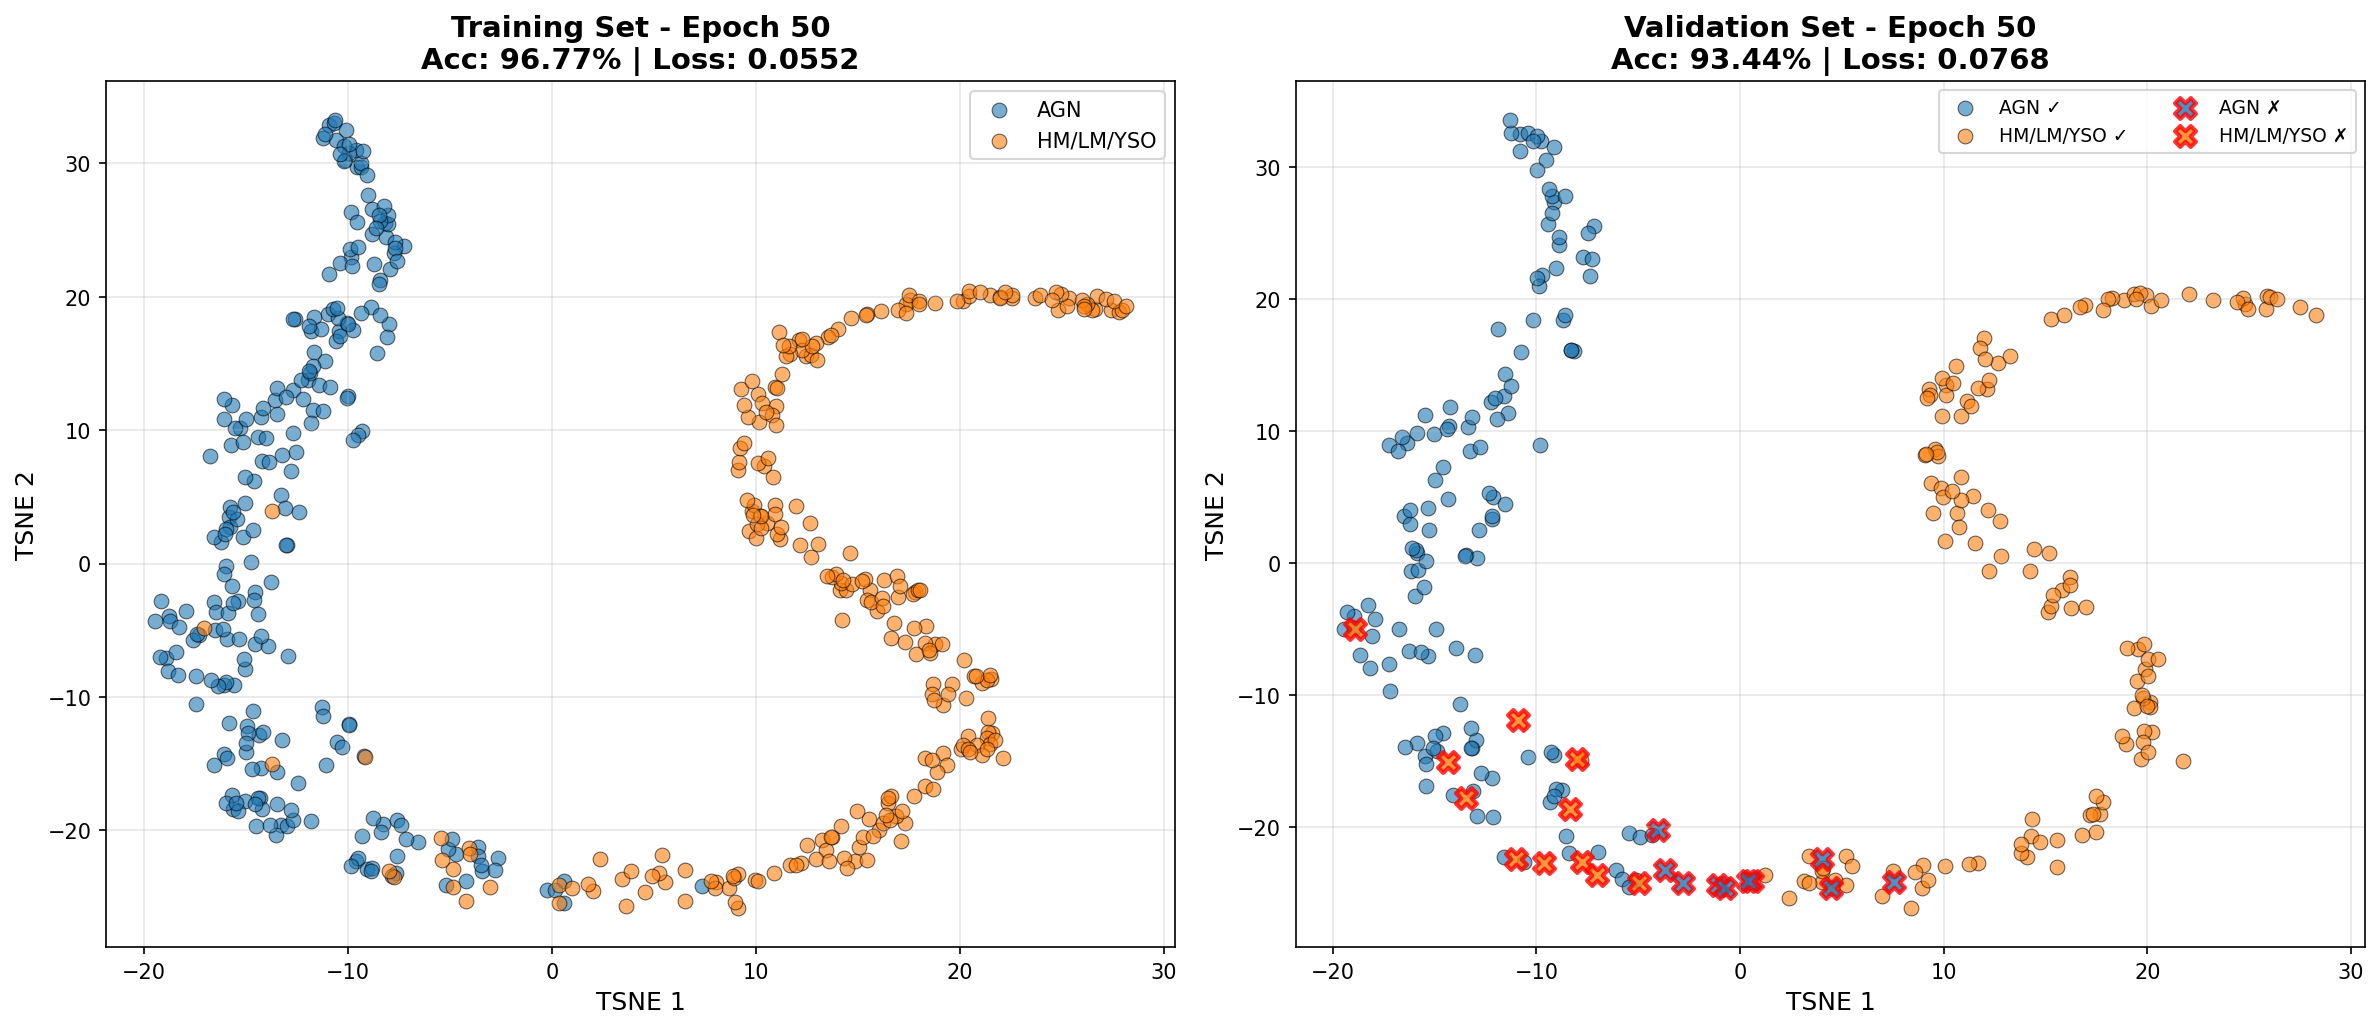 Training Set - Epoch 50
Acc: 96.77% | Loss: 0.0552
AGN
HM/LM/YSO
30
20
10
0
−10
−20
TSNE 2
−20
−10
0
10
20
30
TSNE 1
Validation Set - Epoch 50
Acc: 93.44% | Loss: 0.0768
AGN ✓
HM/LM/YSO ✓
AGN ✗
HM/LM/YSO ✗
30
20
10
0
−10
−20
TSNE 2
−20
−10
0
10
20
30
TSNE 1